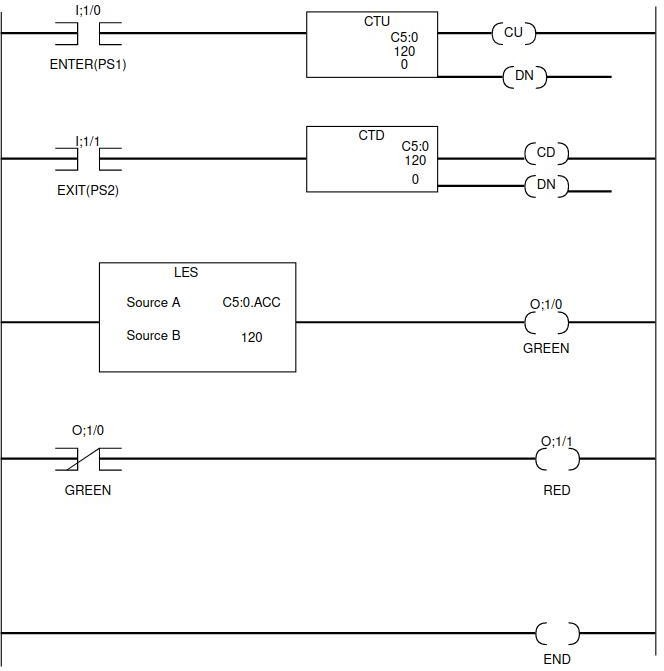 I;1/0
ENTER(PS1)
CTU
C5:0
120
0
CU
DN
I;1/1
EXIT(PS2)
CTD
C5:0
120
0
CD
DN
LES
Source A C5:0.ACC
Source B 120
O;1/0
GREEN
O;1/0
GREEN
O;1/1
RED
END